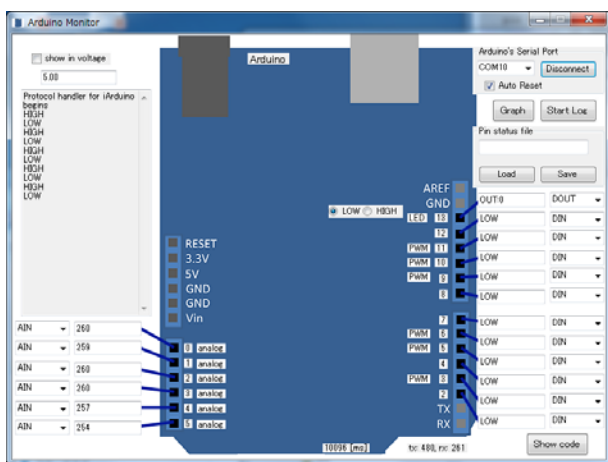 Arduino Monitor
show in voltage
5.00
Protocol handler for iArduino
begins
HIGH
LOW
HIGH
LOW
HIGH
LOW
HIGH
LOW
HIGH
LOW
Arduino
Arduino's Serial Port
COM10 Disconnect
Auto Reset
Graph Start Log
Pin status file
Load Save
AREF
GND
LOW HIGH
LED 13 OUT:0 DOUT
12 LOW DIN
PWM 11 LOW DIN
PWM 10 LOW DIN
PWM 9 LOW DIN
8 LOW DIN
RESET
3.3V
5V
GND
GND
Vin
7 LOW DIN
PWM 6 LOW DIN
PWM 5 LOW DIN
4 LOW DIN
PWM 3 LOW DIN
2 LOW DIN
TX
RX
AIN 260 0 analog
AIN 259 1 analog
AIN 260 2 analog
AIN 260 3 analog
AIN 257 4 analog
AIN 254 5 analog
10096 [ms]
tx: 480, rx: 261
Show code